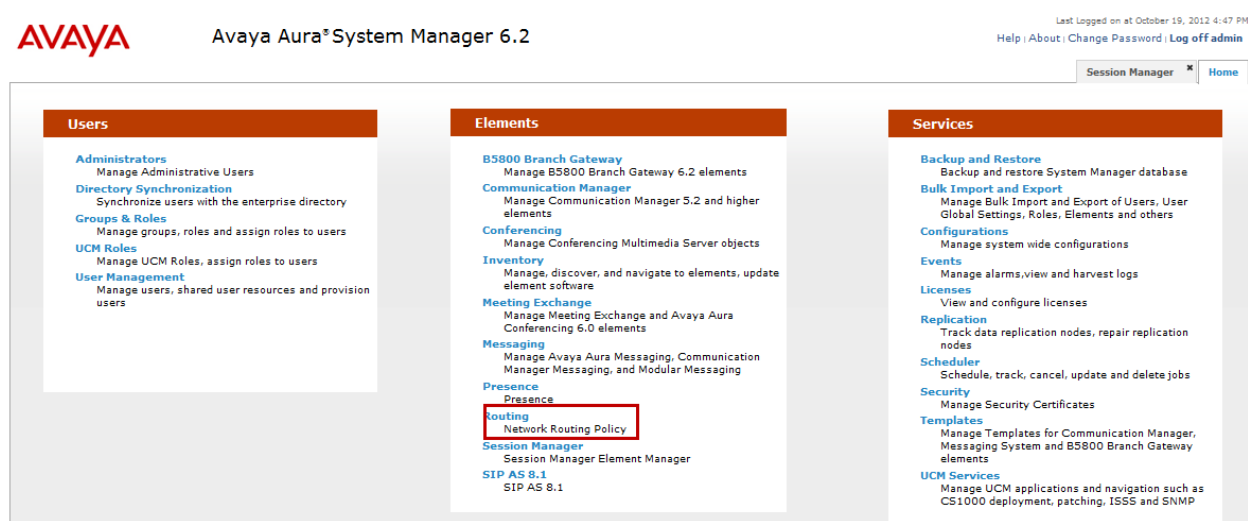 AVAYA
Avaya Aura® System Manager 6.2
Last Logged on at October 19, 2012 4:47 PM
Help | About | Change Password | Log off admin
Session Manager ✖
Home
Users
Administrators
Manage Administrative Users
Directory Synchronization
Synchronize users with the enterprise directory
Groups & Roles
Manage groups, roles and assign roles to users
UCM Roles
Manage UCM Roles, assign roles to users
User Management
Manage users, shared user resources and provision
users
Elements
B5800 Branch Gateway
Manage B5800 Branch Gateway 6.2 elements
Communication Manager
Manage Communication Manager 5.2 and higher
elements
Conferencing
Manage Conferencing Multimedia Server objects
Inventory
Manage, discover, and navigate to elements, update
element software
Meeting Exchange
Manage Meeting Exchange and Avaya Aura
Conferencing 6.0 elements
Messaging
Manage Avaya Aura Messaging, Communication
Manager Messaging, and Modular Messaging
Presence
Presence
Routing
Network Routing Policy
Session Manager
Session Manager Element Manager
SIP AS 8.1
SIP AS 8.1
Services
Backup and Restore
Backup and restore System Manager database
Bulk Import and Export
Manage Bulk Import and Export of Users, User
Global Settings, Roles, Elements and others
Configurations
Manage system wide configurations
Events
Manage alarms,view and harvest logs
Licenses
View and configure licenses
Replication
Track data replication nodes, repair replication
nodes
Scheduler
Schedule, track, cancel, update and delete jobs
Security
Manage Security Certificates
Templates
Manage Templates for Communication Manager,
Messaging System and B5800 Branch Gateway
elements
UCM Services
Manage UCM applications and navigation such as
CS1000 deployment, patching, ISSS and SNMP